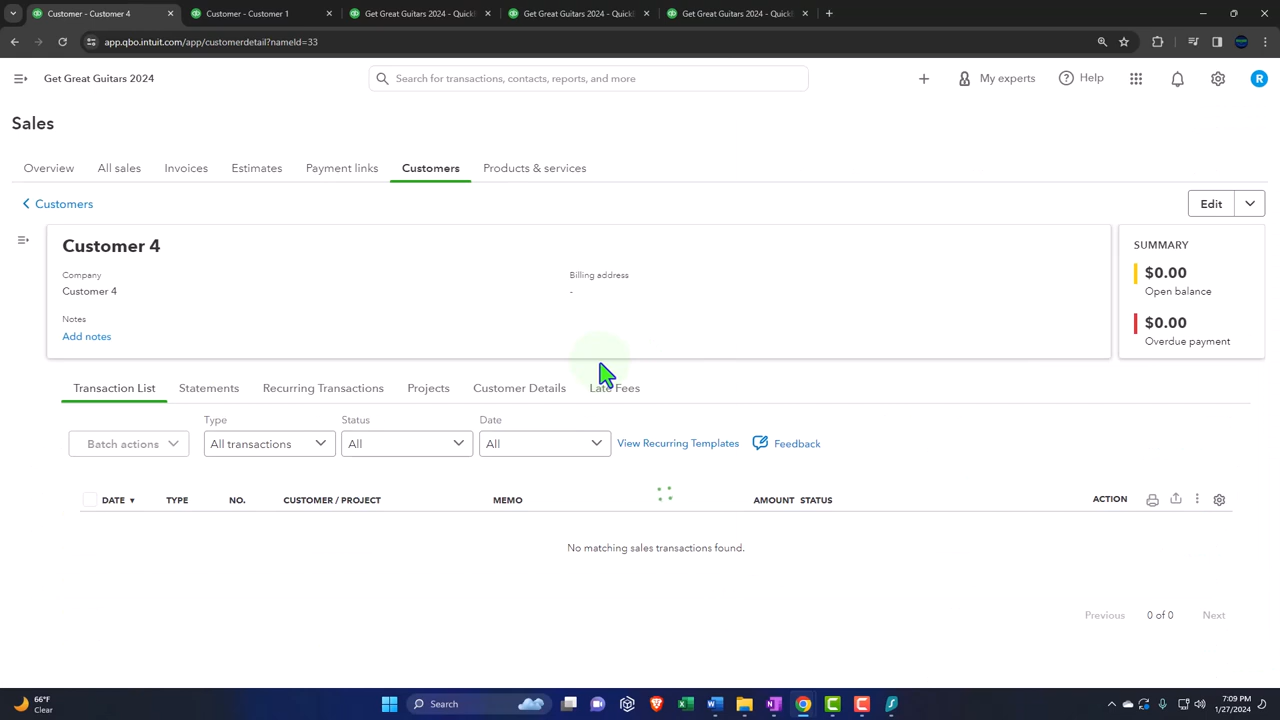 Customer Details - Customer 4
Customer - Customer 1
Get Great Guitars 2024 - QuickB
Get Great Guitars 2024 - QuickB
Get Great Guitars 2024 - QuickB
app.qbo.intuit.com/app/customerdetail?nameId=33
Get Great Guitars 2024
Search for transactions, contacts, reports, and more
My experts
Help
R
Sales
Overview
All sales
Invoices
Estimates
Payment links
Customers
Products & services
Customers
Edit
Customer 4
Company
Customer 4
Billing address
-
Notes
Add notes
SUMMARY
$0.00
Open balance
$0.00
Overdue payment
Transaction List
Statements
Recurring Transactions
Projects
Customer Details
Late Fees
Batch actions
Type
All transactions
Status
All
Date
All
View Recurring Templates
Feedback
DATE ▼
TYPE
NO.
CUSTOMER / PROJECT
MEMO
AMOUNT
STATUS
ACTION
No matching sales transactions found.
Previous
0 of 0
Next
66°F
Clear
Search
7:09 PM
1/27/2024